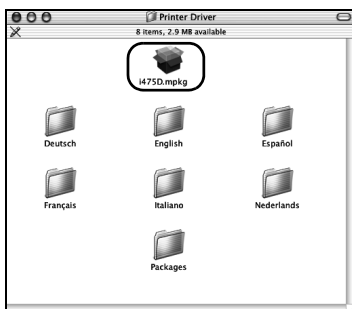 Printer Driver
8 items, 2.9 MB available
i475D.mpkg
Deutsch English Español
Français Italiano Nederlands
Packages